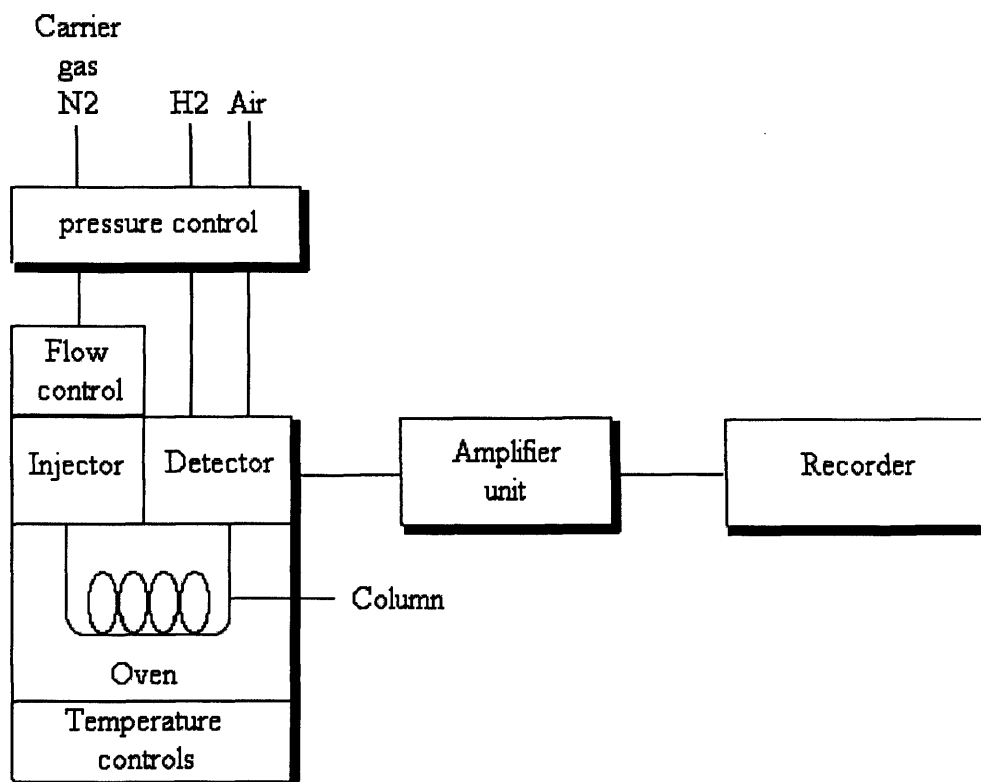 Carrier
gas
N2
H2 Air
pressure control
Flow
control
Injector
Detector
Amplifier
unit
Recorder
Column
Oven
Temperature
controls